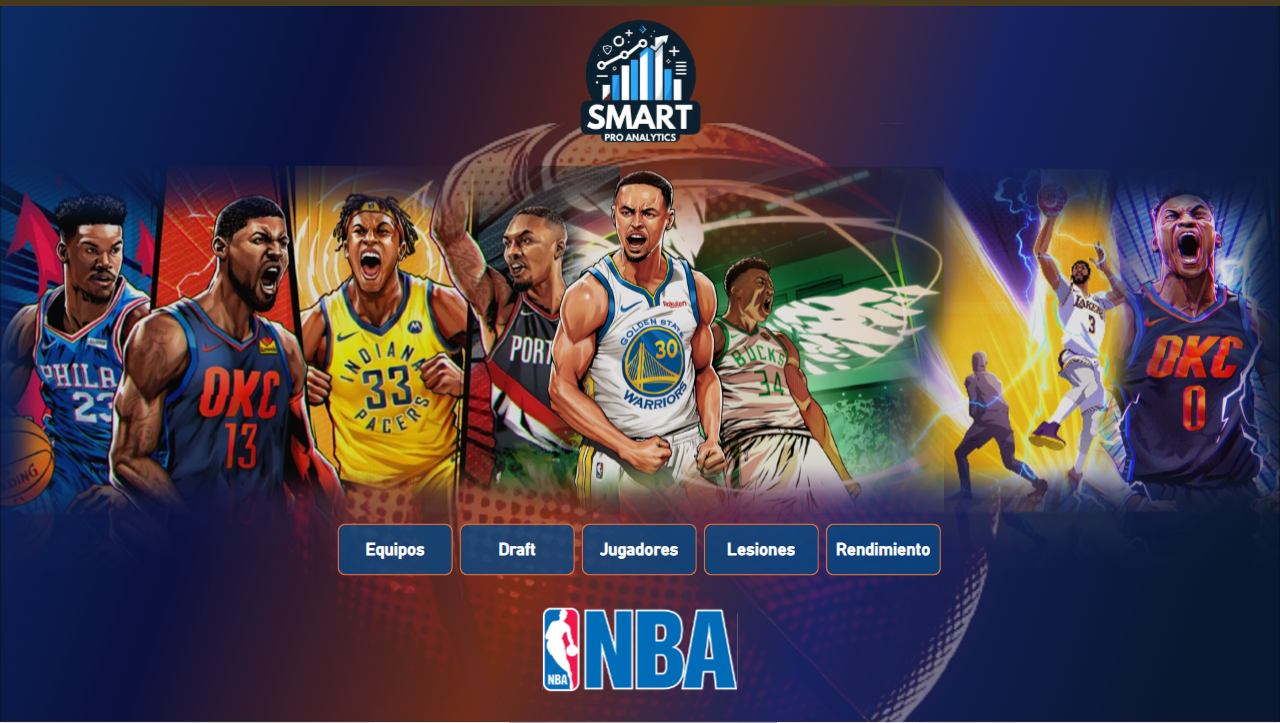 SMART
PRO ANALYTICS
PHILA
23
OKC
13
INDIANA
33
PACERS
PORT
Rakuten
GOLDEN STATE
30
WARRIORS
BUCKS
34
LAKERS
3
OKC
0
Equipos
Draft
Jugadores
Lesiones
Rendimiento
NBA
NBA